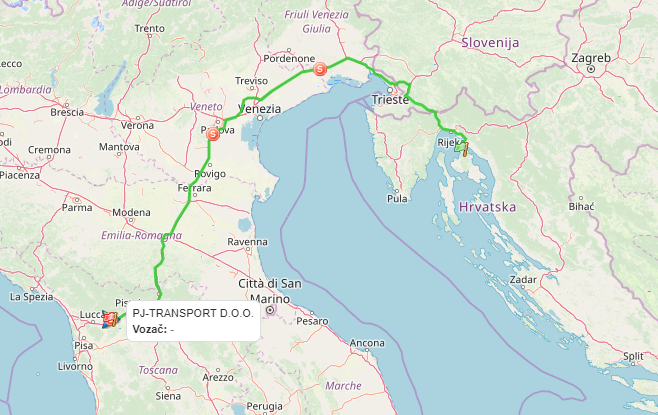 Adige/Südtirol
Friuli Venezia
Giulia
Slovenija
Trento
Pordenone
Zagreb
Lecco
Treviso
Trieste
Lombardia
Veneto
Venezia
Brescia
Verona
Padova
Rijeka
Cremona
Mantova
Rovigo
Piacenza
Ferrara
Pula
Hrvatska
Bihać
Parma
Modena
Emilia-Romagna
Ravenna
Zadar
La Spezia
Città di San
Marino
Lucca
PJ-TRANSPORT D.O.O.
Vozač: -
Pisa
Pesaro
Livorno
Ancona
Split
Toscana
Arezzo
Siena
Marche
Perugia